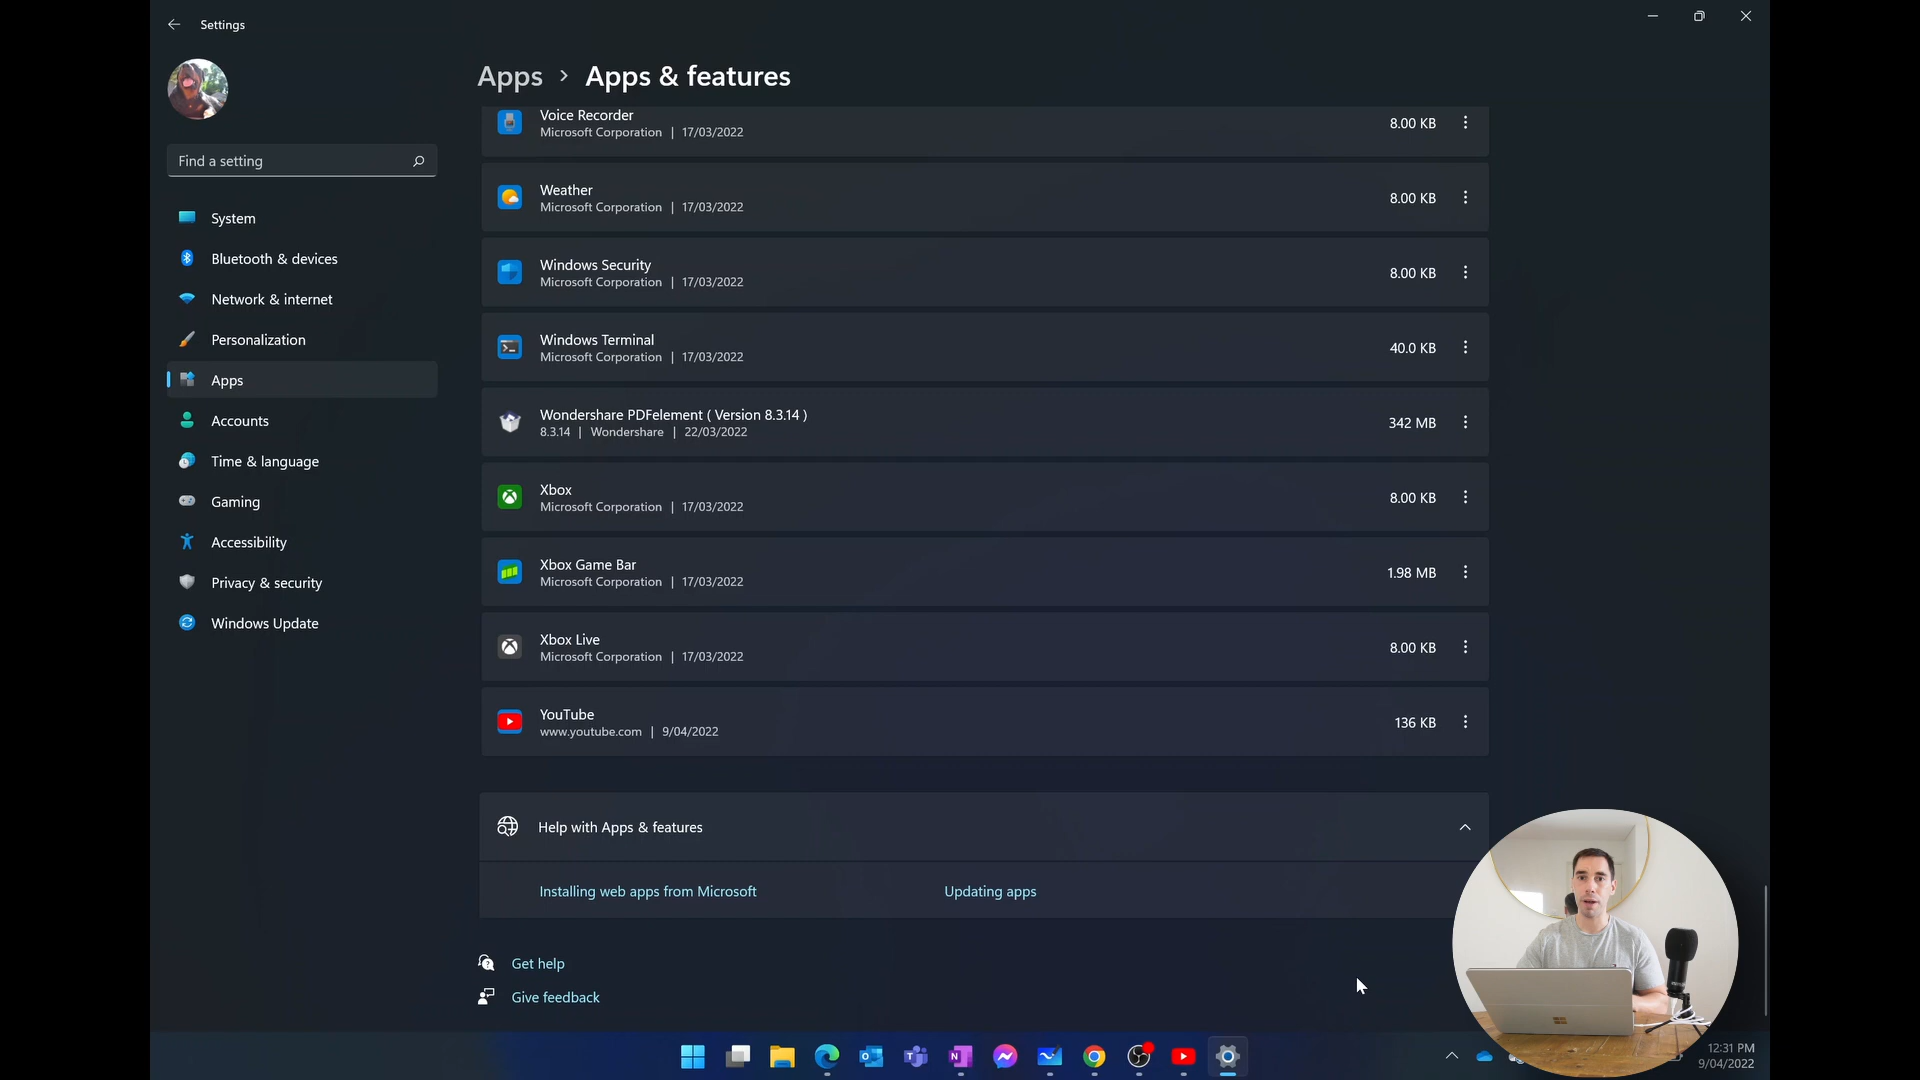 Settings
Apps > Apps & features
Find a setting
System
Bluetooth & devices
Network & internet
Personalization
Apps
Accounts
Time & language
Gaming
Accessibility
Privacy & security
Windows Update
Voice Recorder
Microsoft Corporation | 17/03/2022
8.00 KB
Weather
Microsoft Corporation | 17/03/2022
8.00 KB
Windows Security
Microsoft Corporation | 17/03/2022
8.00 KB
Windows Terminal
Microsoft Corporation | 17/03/2022
40.0 KB
Wondershare PDFelement ( Version 8.3.14 )
8.3.14 | Wondershare | 22/03/2022
342 MB
Xbox
Microsoft Corporation | 17/03/2022
8.00 KB
Xbox Game Bar
Microsoft Corporation | 17/03/2022
1.98 MB
Xbox Live
Microsoft Corporation | 17/03/2022
8.00 KB
YouTube
www.youtube.com | 9/04/2022
136 KB
Help with Apps & features
Installing web apps from Microsoft
Updating apps
Get help
Give feedback
12:31 PM
9/04/2022